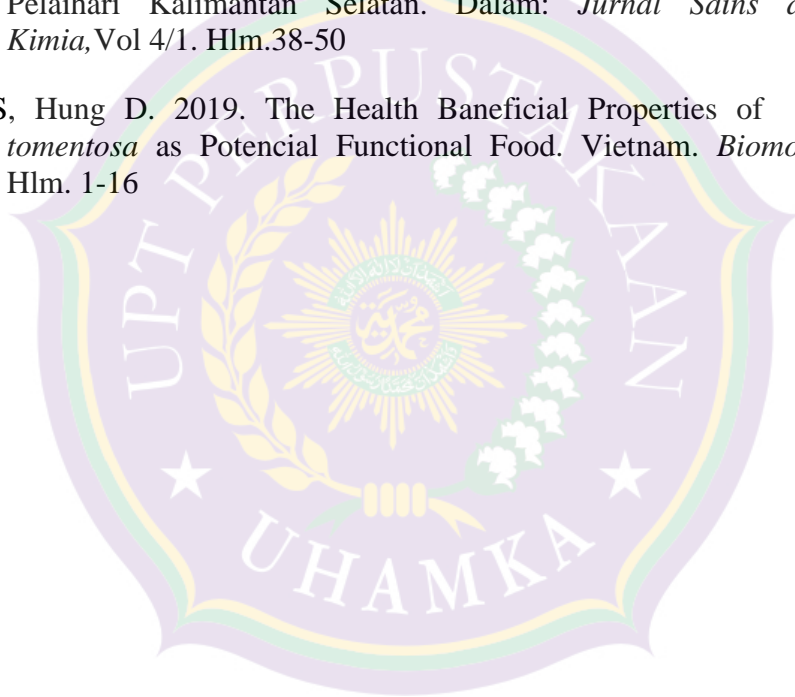 Pelaihari Kalimantan Selatan. Dalam: Jurnal Sains d
Kimia,Vol 4/1. Hlm.38-50
S, Hung D. 2019. The Health Baneficial Properties of
tomentosa as Potencial Functional Food. Vietnam. Biomo
Hlm. 1-16
UPT PERPUSTAKAAN
UHAMKA